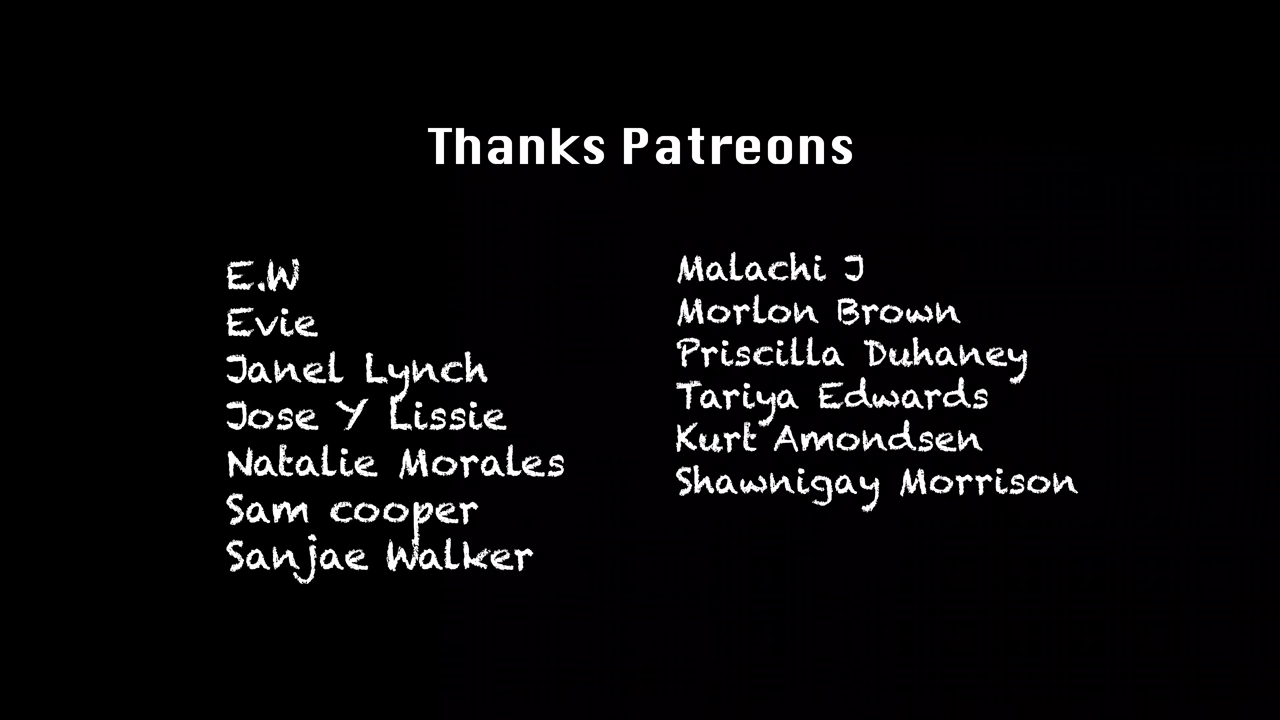 Thanks Patreons
E.W
Evie
Janel Lynch
Jose Y Lissie
Natalie Morales
Sam cooper
Sanjae Walker
Malachi J
Morlon Brown
Priscilla Duhaney
Tariya Edwards
Kurt Amondsen
Shawnigay Morrison